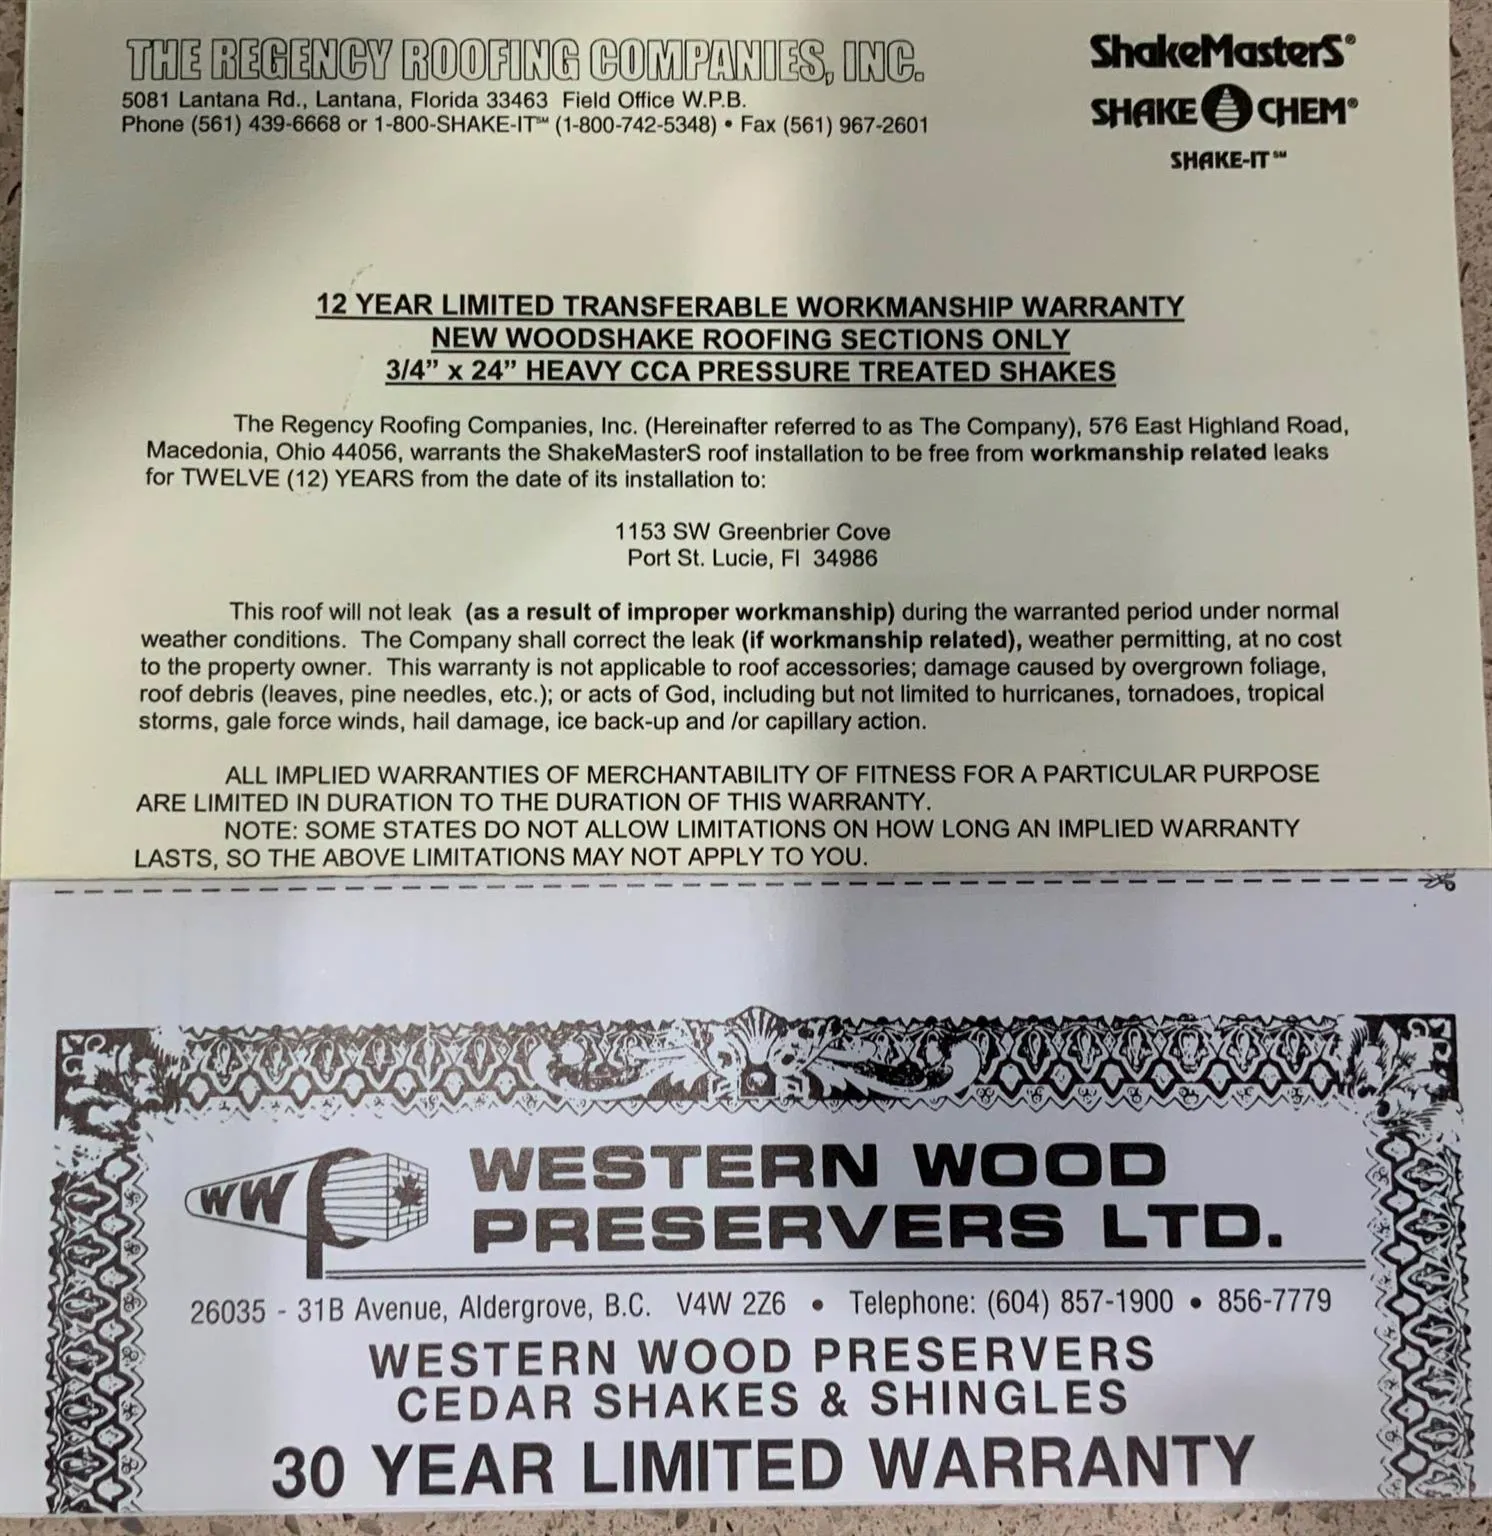 THE REGENCY ROOFING COMPANIES, INC.
5081 Lantana Rd., Lantana, Florida 33463 Field Office W.P.B.
Phone (561) 439-6668 or 1-800-SHAKE-IT℠ (1-800-742-5348) • Fax (561) 967-2601
ShakeMasterS®
SHAKE CHEM®
SHAKE-IT℠
12 YEAR LIMITED TRANSFERABLE WORKMANSHIP WARRANTY
NEW WOODSHAKE ROOFING SECTIONS ONLY
3/4” x 24” HEAVY CCA PRESSURE TREATED SHAKES
The Regency Roofing Companies, Inc. (Hereinafter referred to as The Company), 576 East Highland Road,
Macedonia, Ohio 44056, warrants the ShakeMasterS roof installation to be free from workmanship related leaks
for TWELVE (12) YEARS from the date of its installation to:
1153 SW Greenbrier Cove
Port St. Lucie, Fl 34986
This roof will not leak (as a result of improper workmanship) during the warranted period under normal
weather conditions. The Company shall correct the leak (if workmanship related), weather permitting, at no cost
to the property owner. This warranty is not applicable to roof accessories; damage caused by overgrown foliage,
roof debris (leaves, pine needles, etc.); or acts of God, including but not limited to hurricanes, tornadoes, tropical
storms, gale force winds, hail damage, ice back-up and /or capillary action.
ALL IMPLIED WARRANTIES OF MERCHANTABILITY OF FITNESS FOR A PARTICULAR PURPOSE
ARE LIMITED IN DURATION TO THE DURATION OF THIS WARRANTY.
NOTE: SOME STATES DO NOT ALLOW LIMITATIONS ON HOW LONG AN IMPLIED WARRANTY
LASTS, SO THE ABOVE LIMITATIONS MAY NOT APPLY TO YOU.
WWP
WESTERN WOOD
PRESERVERS LTD.
26035 - 31B Avenue, Aldergrove, B.C. V4W 2Z6 • Telephone: (604) 857-1900 • 856-7779
WESTERN WOOD PRESERVERS
CEDAR SHAKES & SHINGLES
30 YEAR LIMITED WARRANTY